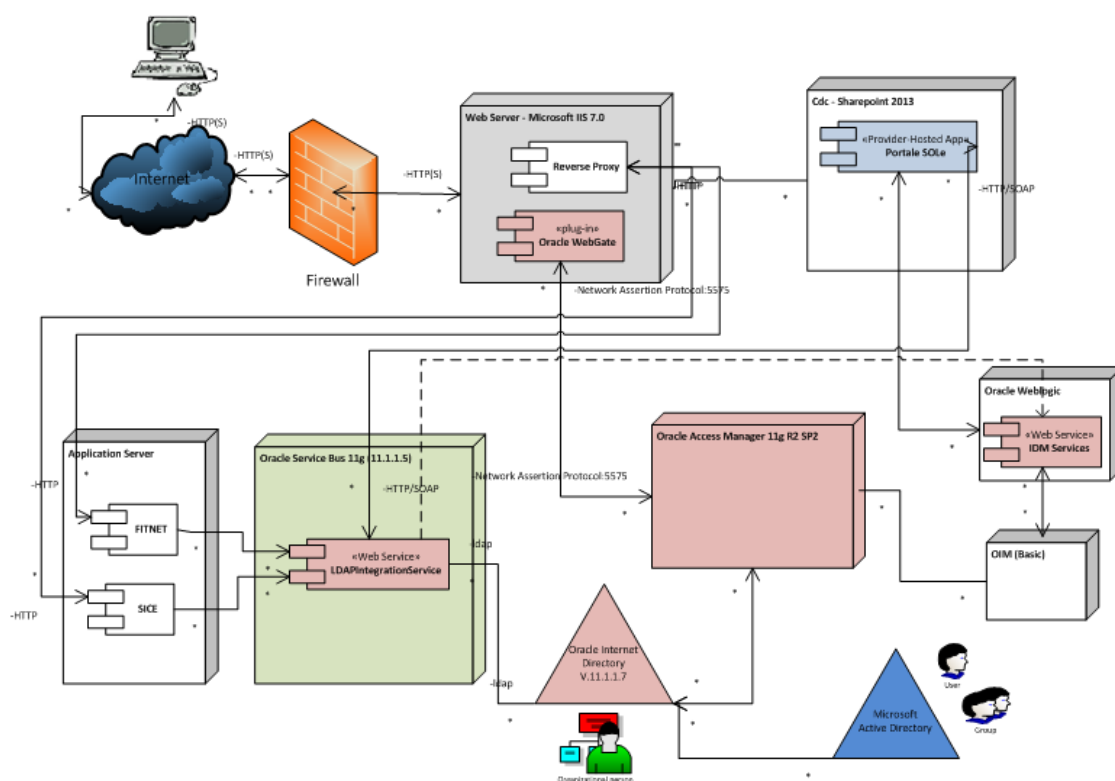 -HTTP(S)
Internet
-HTTP(S)
Firewall
-HTTP(S)
Web Server - Microsoft IIS 7.0
Reverse Proxy
«plug-in»
Oracle WebGate
-HTTP
Cdc - Sharepoint 2013
«Provider-Hosted App»
Portale SOLe
-HTTP/SOAP
-Network Assertion Protocol:5575
Oracle Weblogic
«Web Service»
IDM Services
Oracle Access Manager 11g R2 SP2
Application Server
-HTTP
FITNET
SICE
-HTTP
Oracle Service Bus 11g (11.1.1.5)
-Network Assertion Protocol:5575
-HTTP/SOAP
«Web Service»
LDAPIntegrationService
-ldap
OIM (Basic)
Oracle Internet
Directory
V.11.1.1.7
-ldap
Microsoft
Active Directory
User
Group
Organizational person